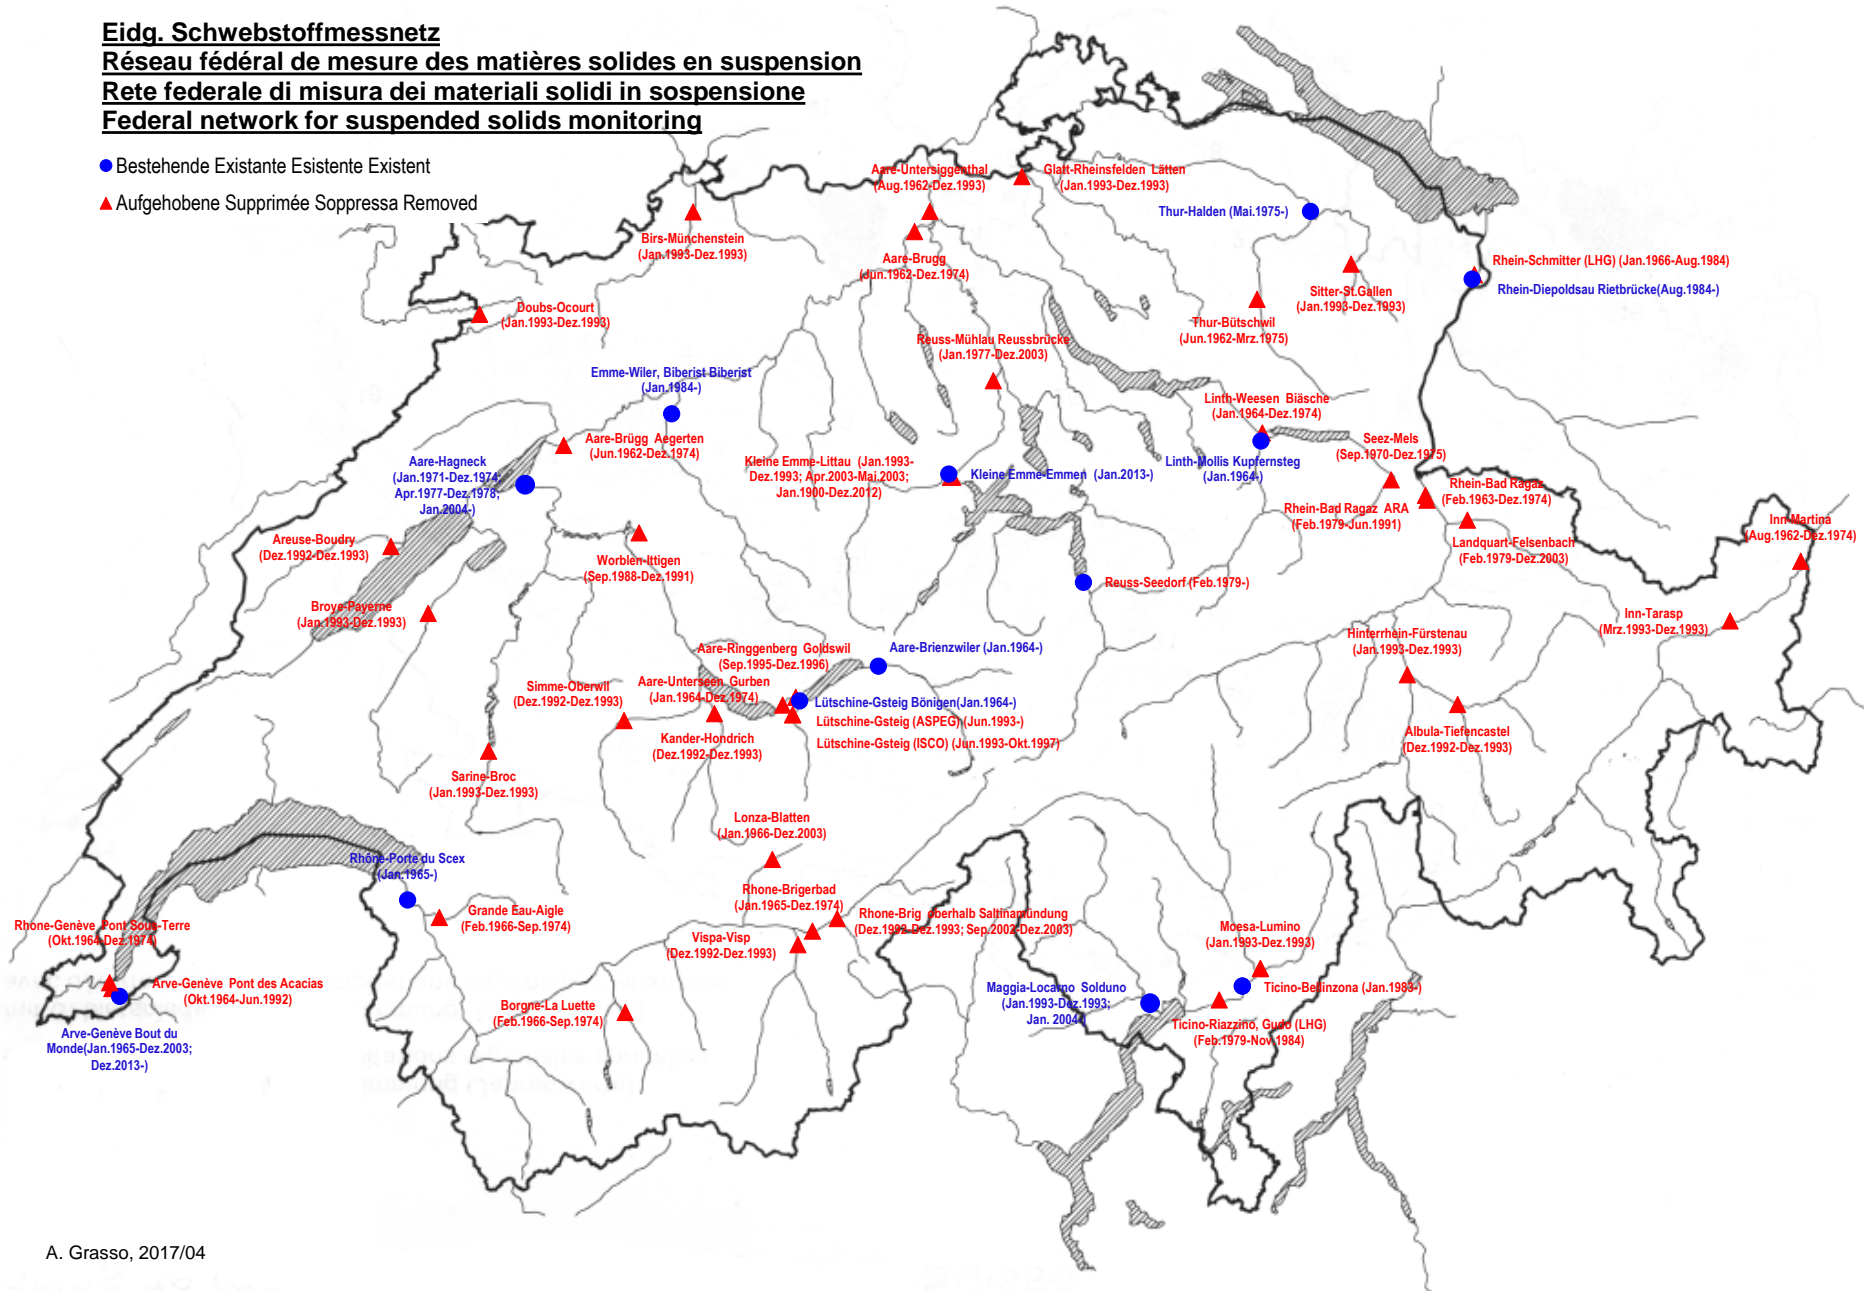 Eidg. Schwebstoffmessnetz
Réseau fédéral de mesure des matières solides en suspension
Rete federale di misura dei materiali solidi in sospensione
Federal network for suspended solids monitoring
Bestehende Existante Esistente Existent
Aufgehobene Supprimée Soppressa Removed
Aare-Untersiggenthal
(Aug.1962-Dez.1993)
Glatt-Rheinsfelden Lätten
(Jan.1993-Dez.1993)
Thur-Halden (Mai.1975-)
Birs-Münchenstein
(Jan.1993-Dez.1993)
Aare-Brugg
(Jun.1962-Dez.1974)
Rhein-Schmitter (LHG) (Jan.1966-Aug.1984)
Rhein-Diepoldsau Rietbrücke(Aug.1984-)
Sitter-St.Gallen
(Jan.1993-Dez.1993)
Doubs-Ocourt
(Jan.1993-Dez.1993)
Thur-Bütschwil
(Jun.1962-Mrz.1975)
Reuss-Mühlau Reussbrücke
(Jan.1977-Dez.2003)
Emme-Wiler, Biberist Biberist
(Jan.1984-)
Linth-Weesen Biäsche
(Jan.1964-Dez.1974)
Aare-Brügg Aegerten
(Jun.1962-Dez.1974)
Seez-Mels
(Sep.1970-Dez.1975)
Aare-Hagneck
(Jan.1971-Dez.1974;
Apr.1977-Dez.1978;
Jan.2004-)
Kleine Emme-Littau (Jan.1993-
Dez.1993; Apr.2003-Mai.2003;
Jan.1900-Dez.2012)
Kleine Emme-Emmen (Jan.2013-)
Linth-Mollis Kupfernsteg
(Jan.1964-)
Rhein-Bad Ragaz
(Feb.1963-Dez.1974)
Rhein-Bad Ragaz ARA
(Feb.1979-Jun.1991)
Inn-Martina
(Aug.1962-Dez.1974)
Areuse-Boudry
(Dez.1992-Dez.1993)
Landquart-Felsenbach
(Feb.1979-Dez.2003)
Worblen-Ittigen
(Sep.1988-Dez.1991)
Reuss-Seedorf (Feb.1979-)
Broye-Payerne
(Jan.1993-Dez.1993)
Inn-Tarasp
(Mrz.1993-Dez.1993)
Hinterrhein-Fürstenau
(Jan.1993-Dez.1993)
Aare-Ringgenberg Goldswil
(Sep.1995-Dez.1996)
Aare-Brienzwiler (Jan.1964-)
Simme-Oberwil
(Dez.1992-Dez.1993)
Aare-Unterseen Gurben
(Jan.1964-Dez.1974)
Lütschine-Gsteig Bönigen(Jan.1964-)
Lütschine-Gsteig (ASPEG) (Jun.1993-)
Lütschine-Gsteig (ISCO) (Jun.1993-Okt.1997)
Kander-Hondrich
(Dez.1992-Dez.1993)
Albula-Tiefencastel
(Dez.1992-Dez.1993)
Sarine-Broc
(Jan.1993-Dez.1993)
Lonza-Blatten
(Jan.1966-Dez.2003)
Rhône-Porte du Scex
(Jan.1965-)
Rhone-Brigerbad
(Jan.1965-Dez.1974)
Grande Eau-Aigle
(Feb.1966-Sep.1974)
Rhone-Brig oberhalb Saltinamündung
(Dez.1992-Dez.1993; Sep.2002-Dez.2003)
Rhone-Genève Pont Sous-Terre
(Okt.1964-Dez.1974)
Vispa-Visp
(Dez.1992-Dez.1993)
Moesa-Lumino
(Jan.1993-Dez.1993)
Arve-Genève Pont des Acacias
(Okt.1964-Jun.1992)
Maggia-Locarno Solduno
(Jan.1993-Dez.1993;
Jan. 2004-)
Ticino-Bellinzona (Jan.1983-)
Borgne-La Luette
(Feb.1966-Sep.1974)
Ticino-Riazzino, Gudo (LHG)
(Feb.1979-Nov.1984)
Arve-Genève Bout du
Monde(Jan.1965-Dez.2003;
Dez.2013-)
A. Grasso, 2017/04